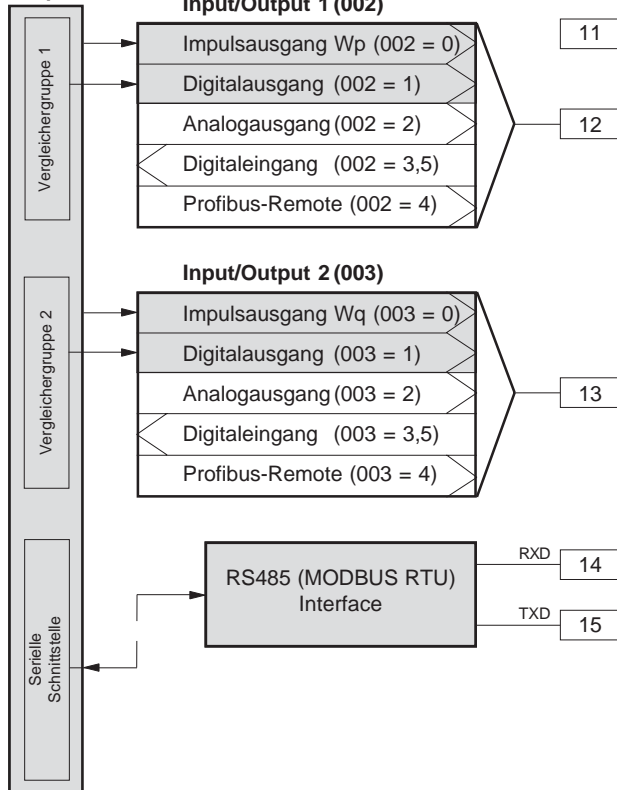 Input/Output 1 (002)
Vergleichergruppe 1
Impulsausgang Wp (002 = 0)
Digitalausgang (002 = 1)
Analogausgang (002 = 2)
Digitaleingang (002 = 3,5)
Profibus-Remote (002 = 4)
11
12
Input/Output 2 (003)
Vergleichergruppe 2
Impulsausgang Wq (003 = 0)
Digitalausgang (003 = 1)
Analogausgang (003 = 2)
Digitaleingang (003 = 3,5)
Profibus-Remote (003 = 4)
13
Serielle
Schnittstelle
RS485 (MODBUS RTU)
Interface
RXD
14
TXD
15